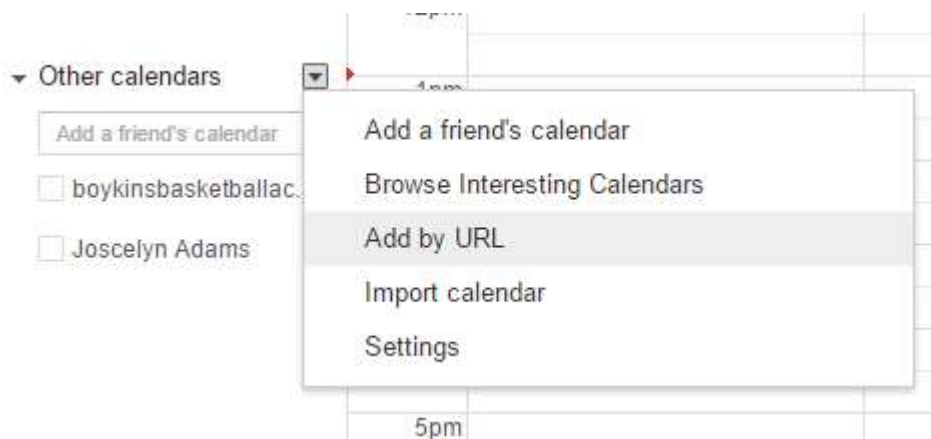 Other calendars
1pm
Add a friend's calendar
Add a friend's calendar
Browse Interesting Calendars
boykinsbasketballac.
Add by URL
Joscelyn Adams
Import calendar
Settings
5pm